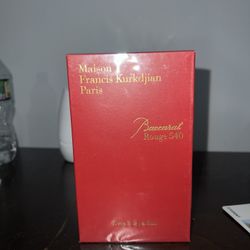 Maison
Francis Kurkdjian
Paris
Baccarat
Rouge 540